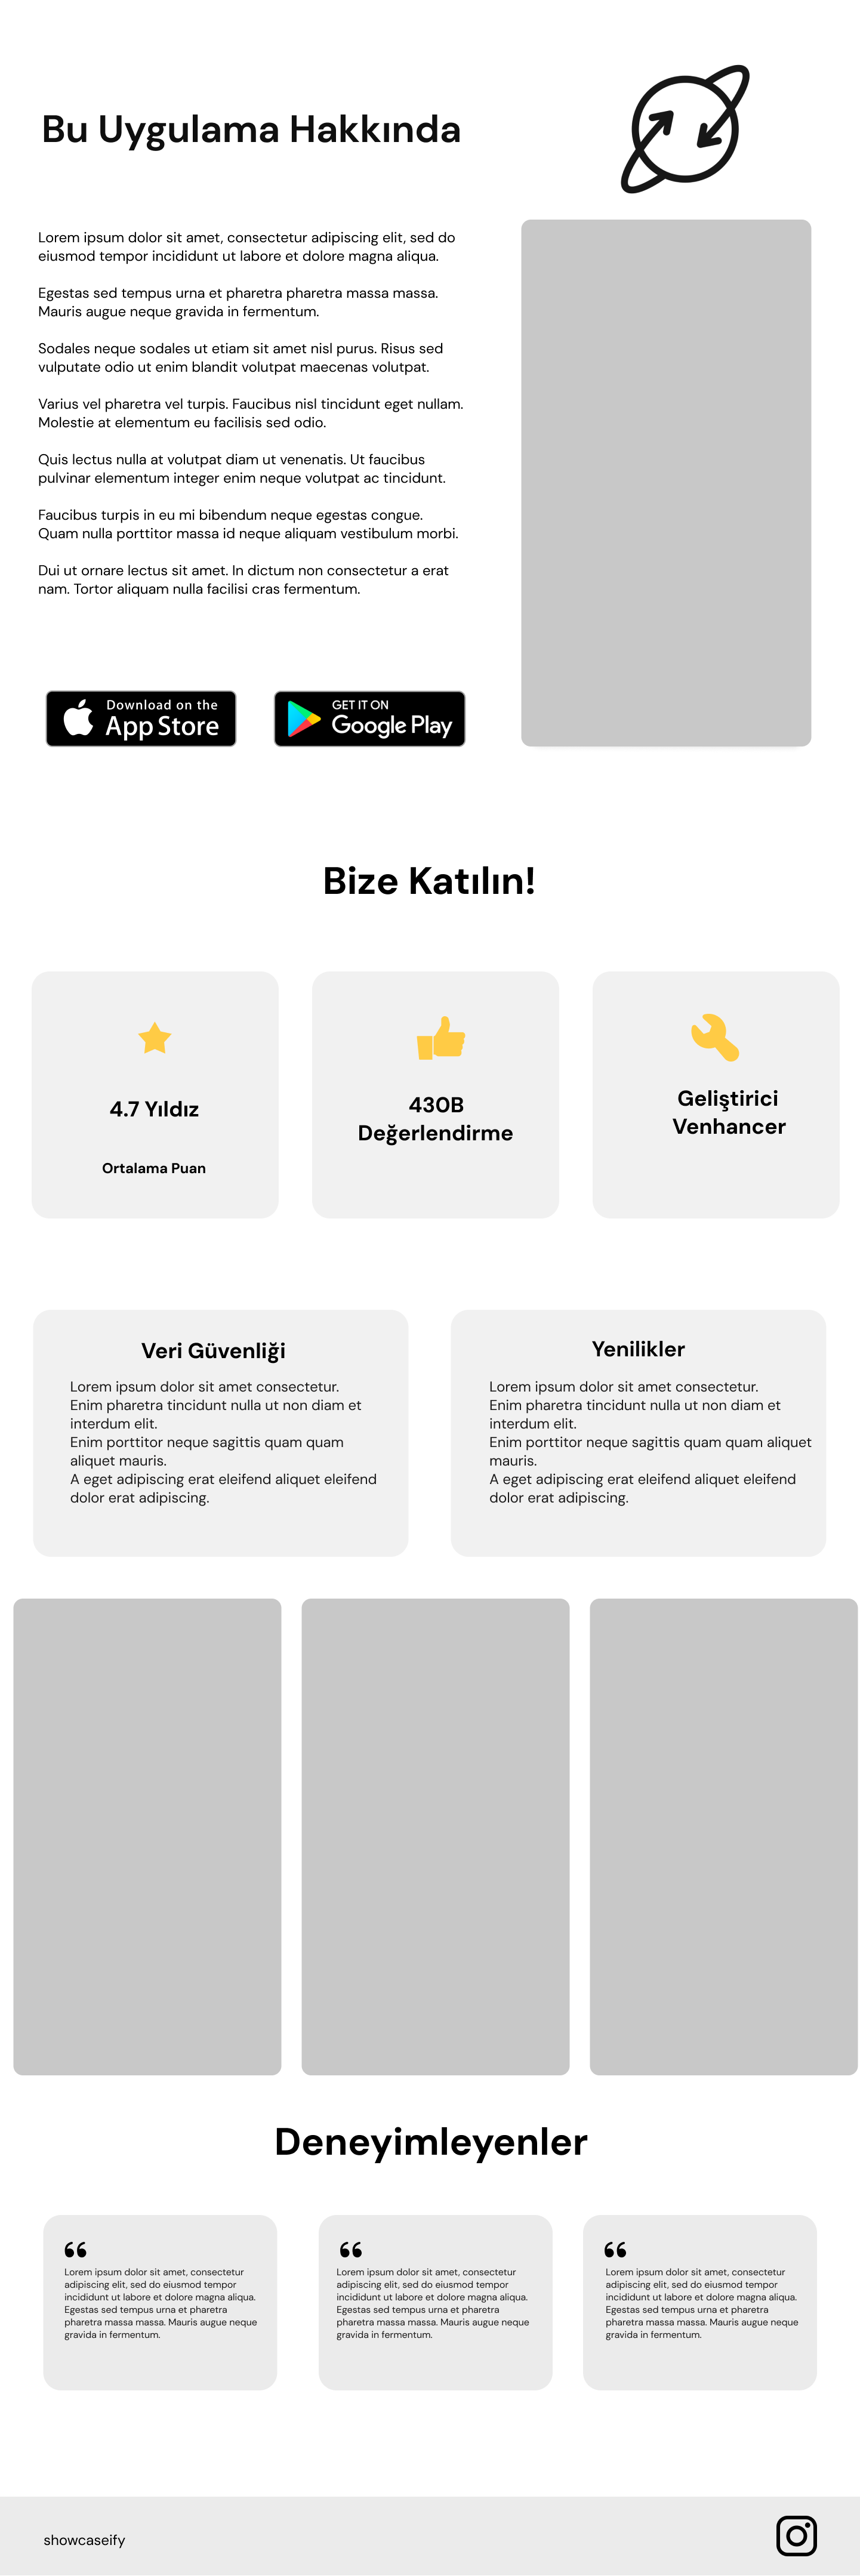 Bu Uygulama Hakkında
Lorem ipsum dolor sit amet, consectetur adipiscing elit, sed do
eiusmod tempor incididunt ut labore et dolore magna aliqua.
Egestas sed tempus urna et pharetra pharetra massa massa.
Mauris augue neque gravida in fermentum.
Sodales neque sodales ut etiam sit amet nisl purus. Risus sed
vulputate odio ut enim blandit volutpat maecenas volutpat.
Varius vel pharetra vel turpis. Faucibus nisl tincidunt eget nullam.
Molestie at elementum eu facilisis sed odio.
Quis lectus nulla at volutpat diam ut venenatis. Ut faucibus
pulvinar elementum integer enim neque volutpat ac tincidunt.
Faucibus turpis in eu mi bibendum neque egestas congue.
Quam nulla porttitor massa id neque aliquam vestibulum morbi.
Dui ut ornare lectus sit amet. In dictum non consectetur a erat
nam. Tortor aliquam nulla facilisi cras fermentum.
Download on the
App Store
GET IT ON
Google Play
Bize Katılın!
4.7 Yıldız
Ortalama Puan
430B
Değerlendirme
Geliştirici
Venhancer
Veri Güvenliği
Lorem ipsum dolor sit amet consectetur.
Enim pharetra tincidunt nulla ut non diam et
interdum elit.
Enim porttitor neque sagittis quam quam
aliquet mauris.
A eget adipiscing erat eleifend aliquet eleifend
dolor erat adipiscing.
Yenilikler
Lorem ipsum dolor sit amet consectetur.
Enim pharetra tincidunt nulla ut non diam et
interdum elit.
Enim porttitor neque sagittis quam quam aliquet
mauris.
A eget adipiscing erat eleifend aliquet eleifend
dolor erat adipiscing.
Deneyimleyenler
“
Lorem ipsum dolor sit amet, consectetur
adipiscing elit, sed do eiusmod tempor
incididunt ut labore et dolore magna aliqua.
Egestas sed tempus urna et pharetra
pharetra massa massa. Mauris augue neque
gravida in fermentum.
“
Lorem ipsum dolor sit amet, consectetur
adipiscing elit, sed do eiusmod tempor
incididunt ut labore et dolore magna aliqua.
Egestas sed tempus urna et pharetra
pharetra massa massa. Mauris augue neque
gravida in fermentum.
“
Lorem ipsum dolor sit amet, consectetur
adipiscing elit, sed do eiusmod tempor
incididunt ut labore et dolore magna aliqua.
Egestas sed tempus urna et pharetra
pharetra massa massa. Mauris augue neque
gravida in fermentum.
showcaseify